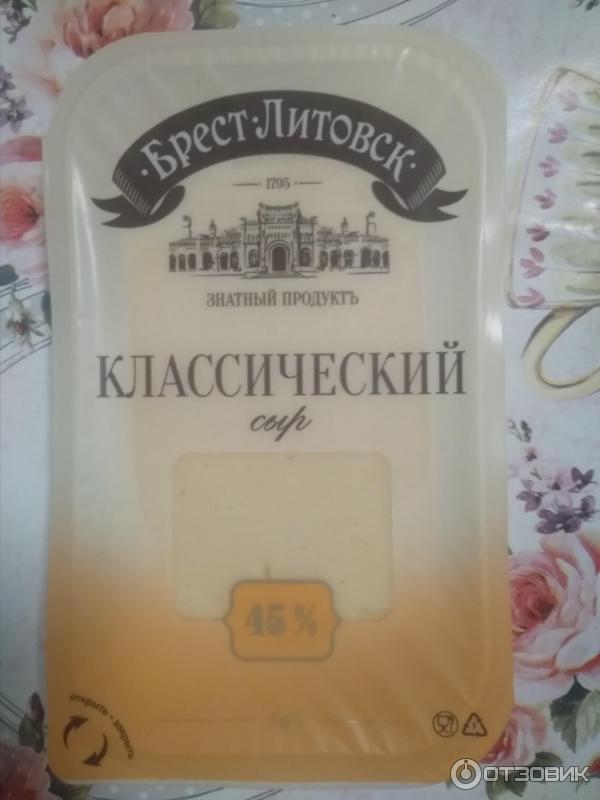 БРЕСТ·ЛИТОВСК
1795
ЗНАТНЫЙ ПРОДУКТЪ
КЛАССИЧЕСКИЙ
сыр
45 %
открыть - закрыть
ОТЗОВИК